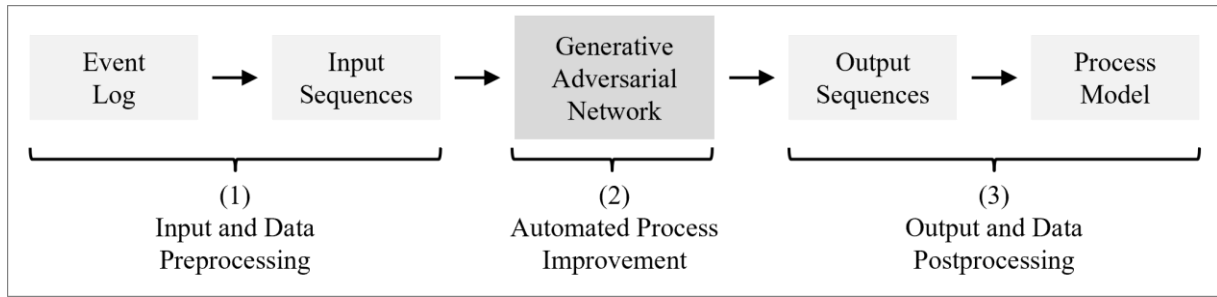 Event
Log
Input
Sequences
Generative
Adversarial
Network
Output
Sequences
Process
Model
(1)
Input and Data
Preprocessing
(2)
Automated Process
Improvement
(3)
Output and Data
Postprocessing